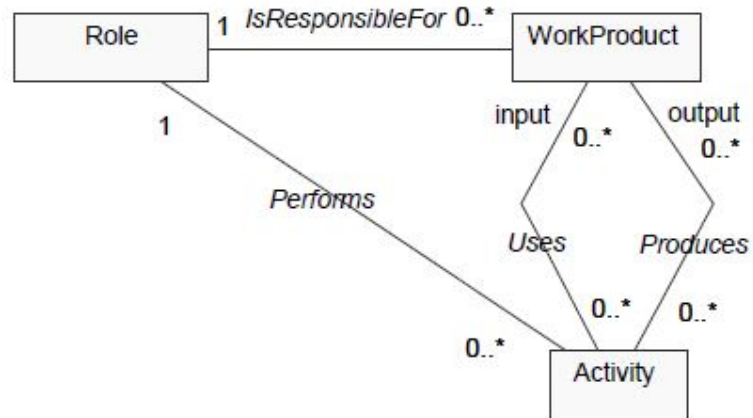 Role
1 IsResponsibleFor 0..*
WorkProduct
1
input
0..*
output
0..*
Performs
Uses
Produces
0..*
0..*
0..*
Activity